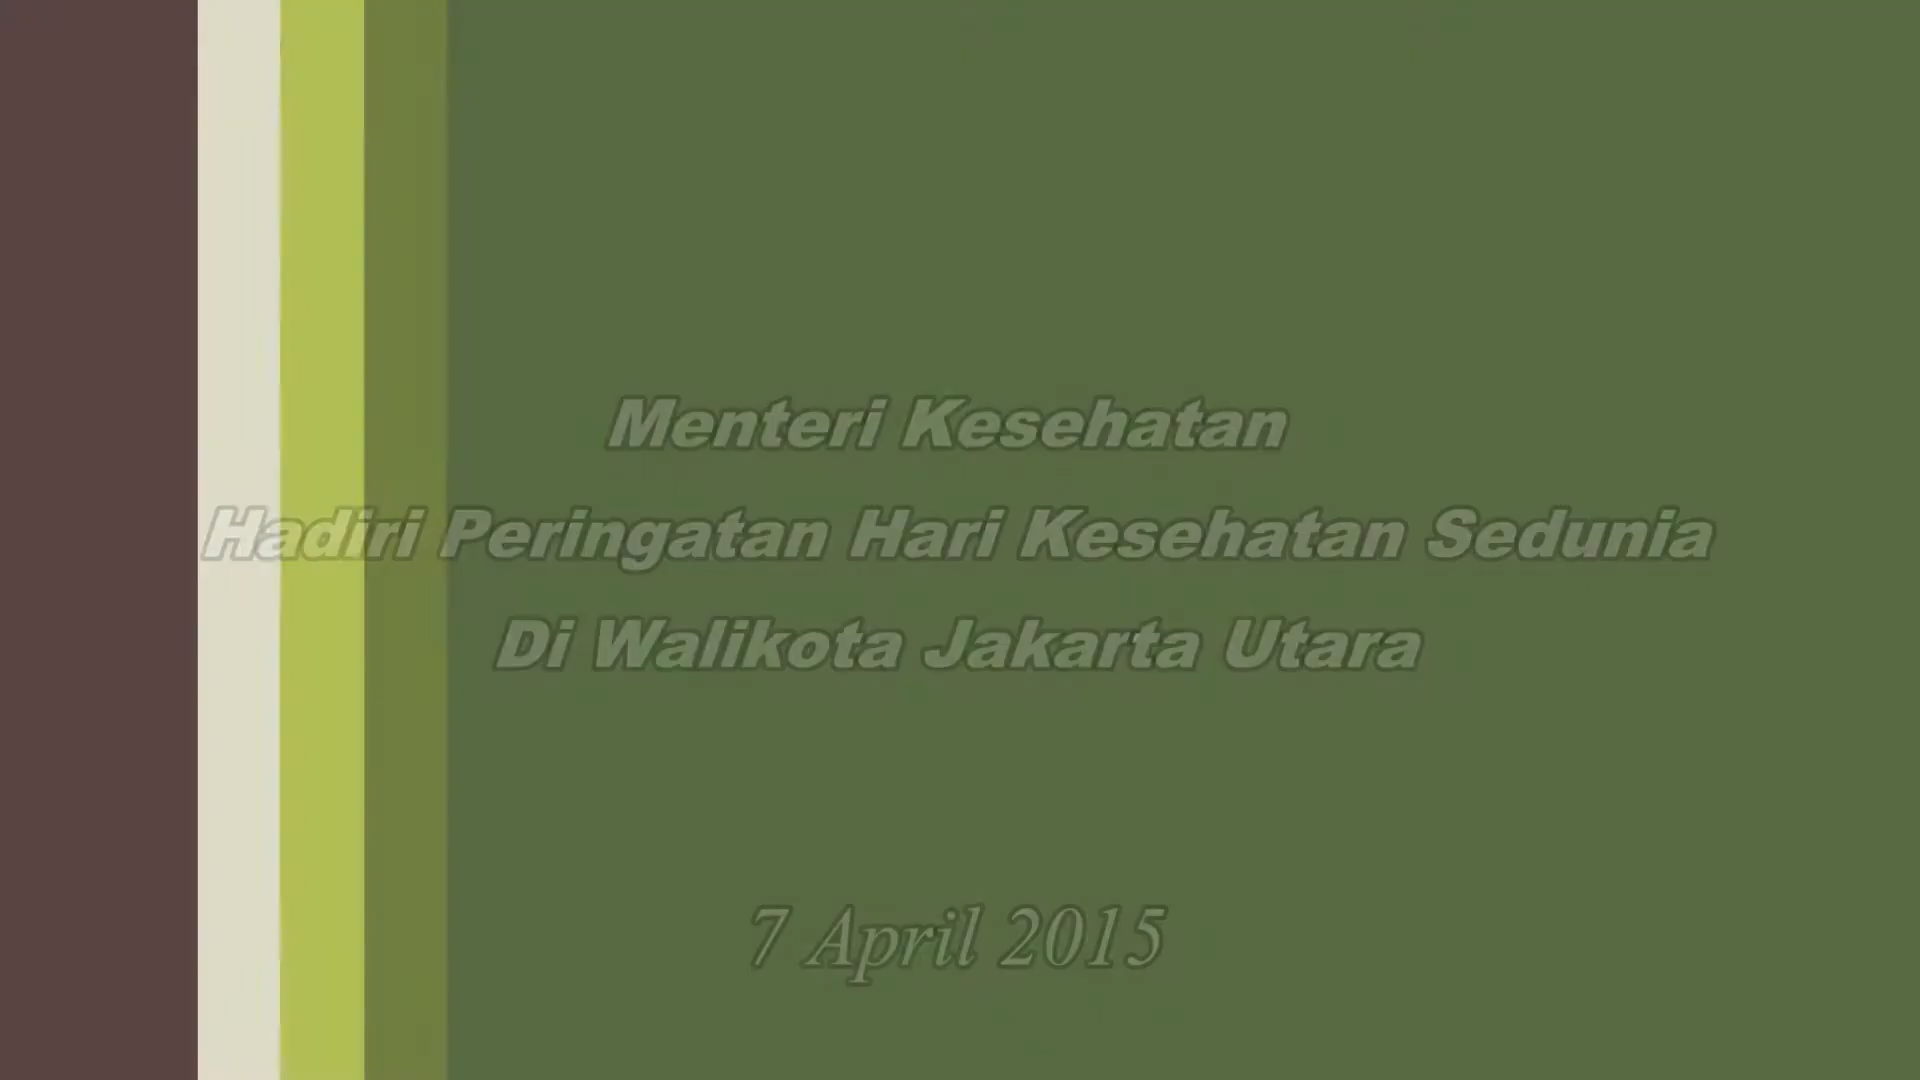 Menteri Kesehatan
Hadiri Peringatan Hari Kesehatan Sedunia
Di Walikota Jakarta Utara
7 April 2015